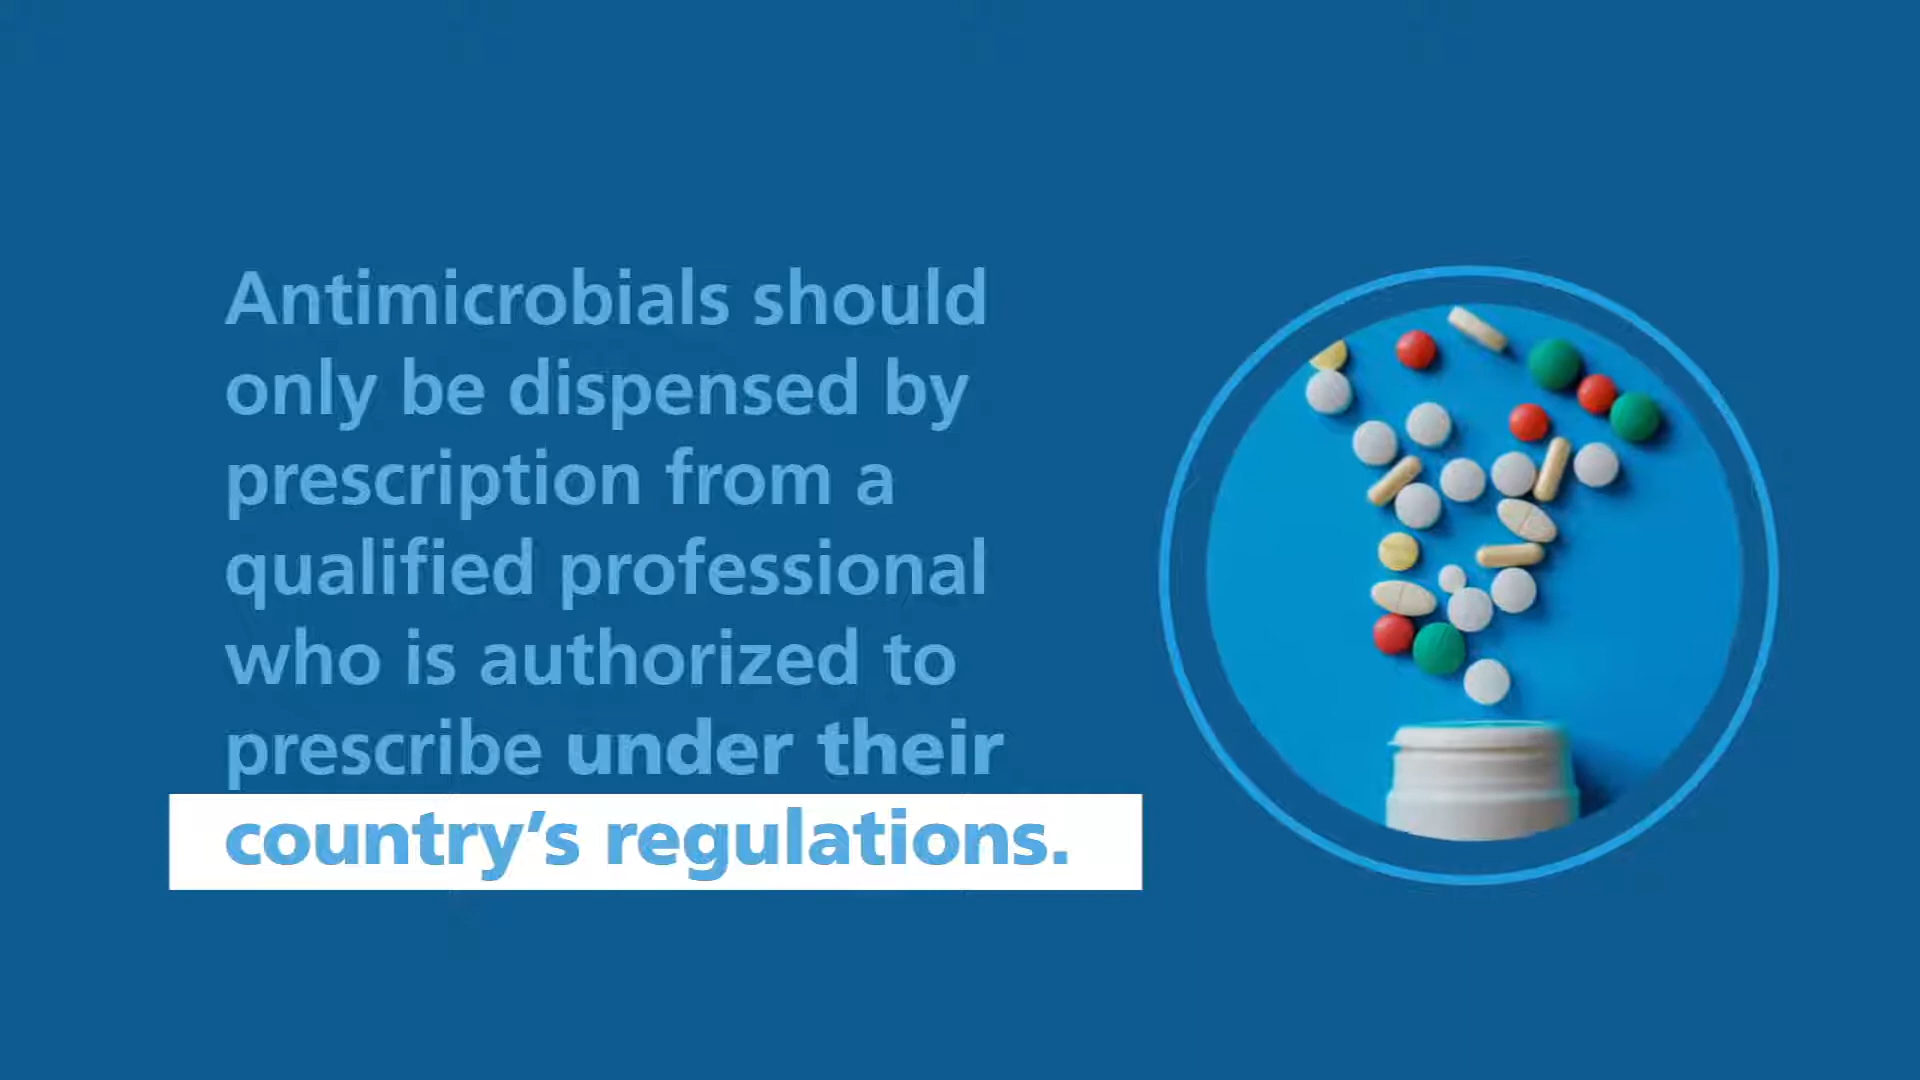 Antimicrobials should
only be dispensed by
prescription from a
qualified professional
who is authorized to
prescribe under their
country’s regulations.